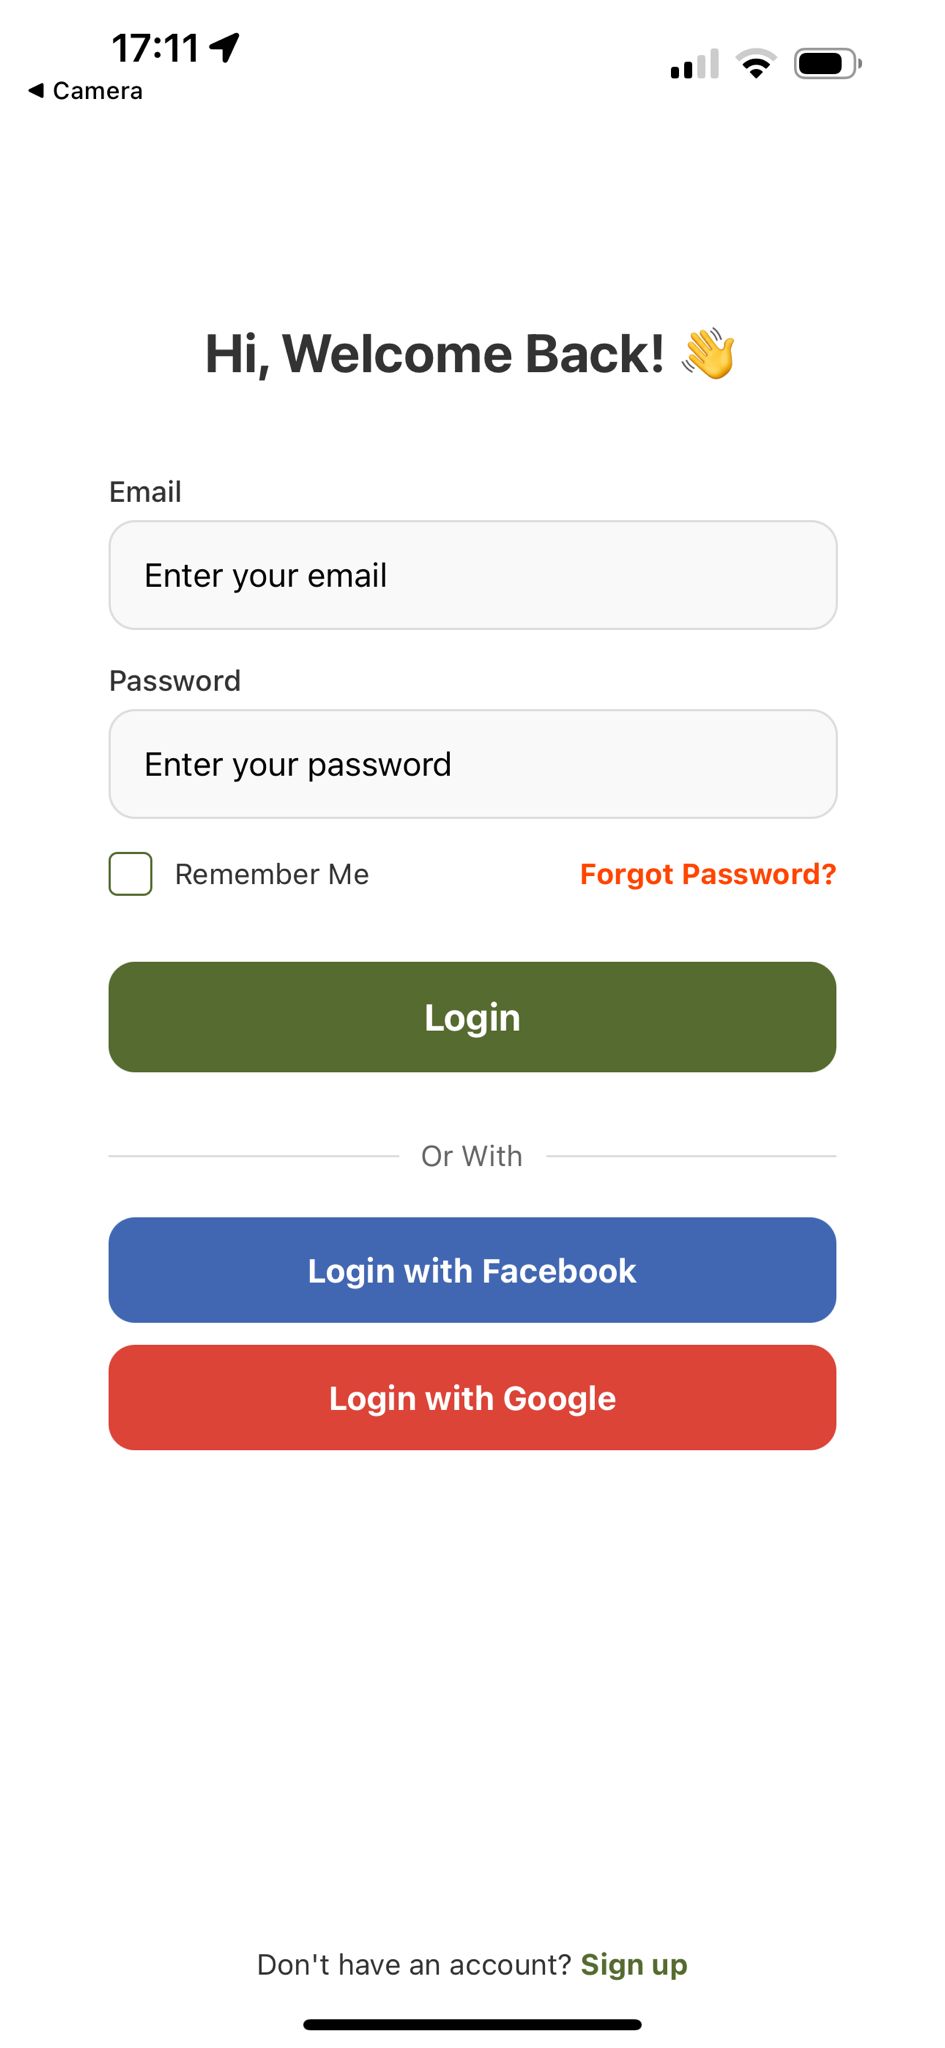 17:11
◀ Camera
Hi, Welcome Back! 👋
Email
Enter your email
Password
Enter your password
Remember Me Forgot Password?
Login
Or With
Login with Facebook
Login with Google
Don't have an account? Sign up